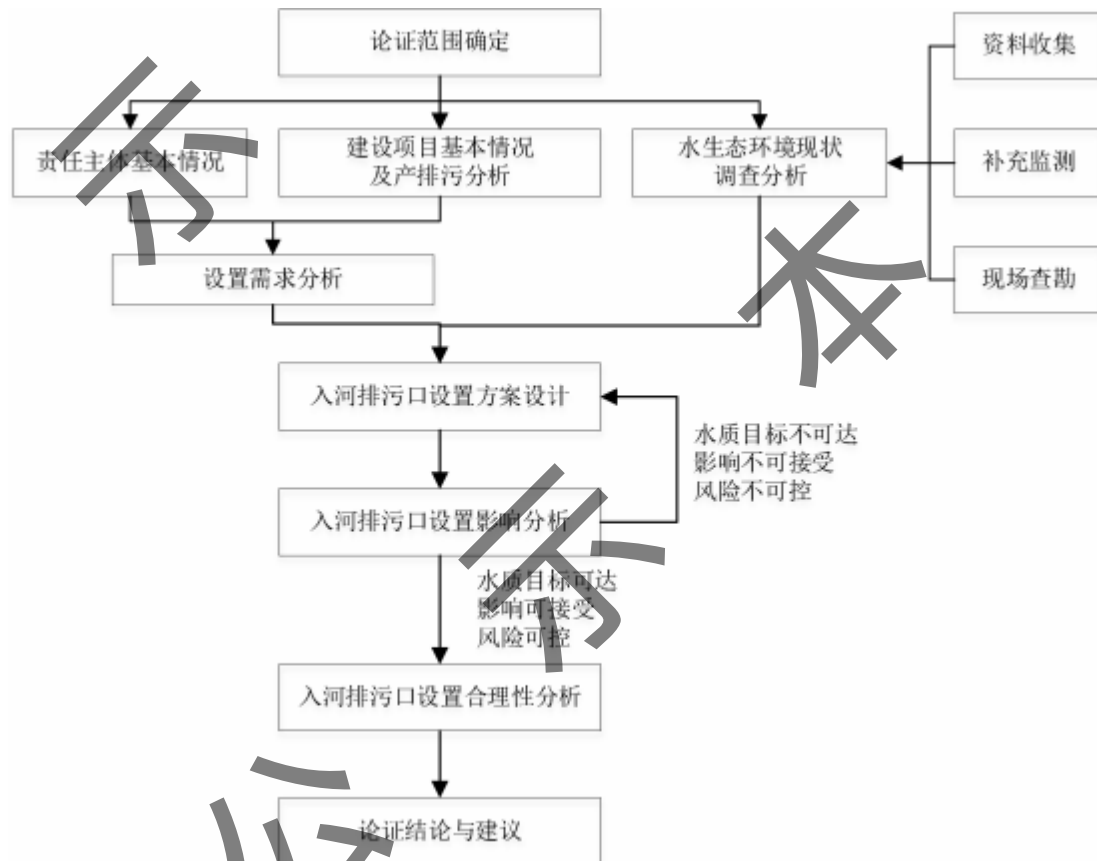 论证范围确定
资料收集
责任主体基本情况
建设项目基本情况
及产排污分析
水生态环境现状
调查分析
补充监测
设置需求分析
现场查勘
入河排污口设置方案设计
水质目标不可达
影响不可接受
风险不可控
入河排污口设置影响分析
水质目标可达
影响可接受
风险可控
入河排污口设置合理性分析
论证结论与建议
公示本
示